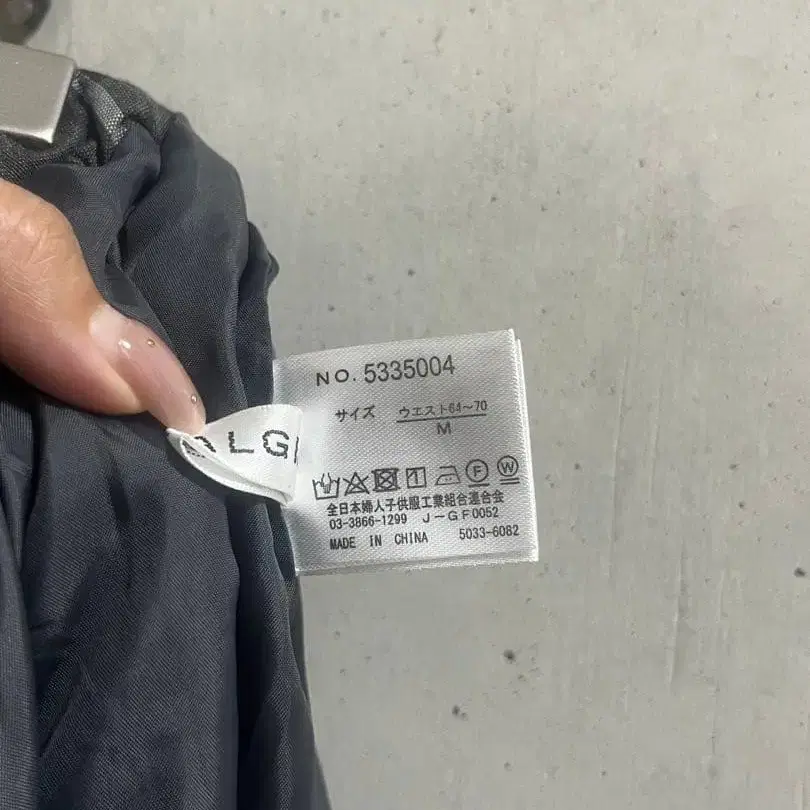 NO. 5335004
サイズ ウエスト64〜70
M
LG
F W
全日本婦人子供服工業組合連合会
03-3866-1299 J-GF0052
MADE IN CHINA 5033-6082